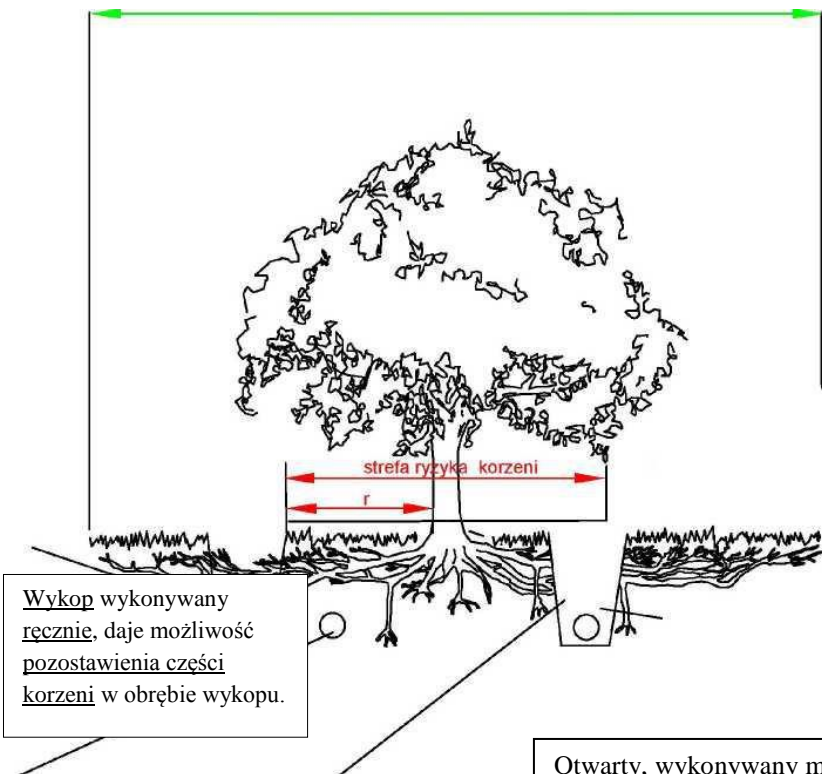 strefa ryzyka korzeni
r
Wykop wykonywany
ręcznie, daje możliwość
pozostawienia części
korzeni w obrębie wykopu.
Otwarty, wykonywany m